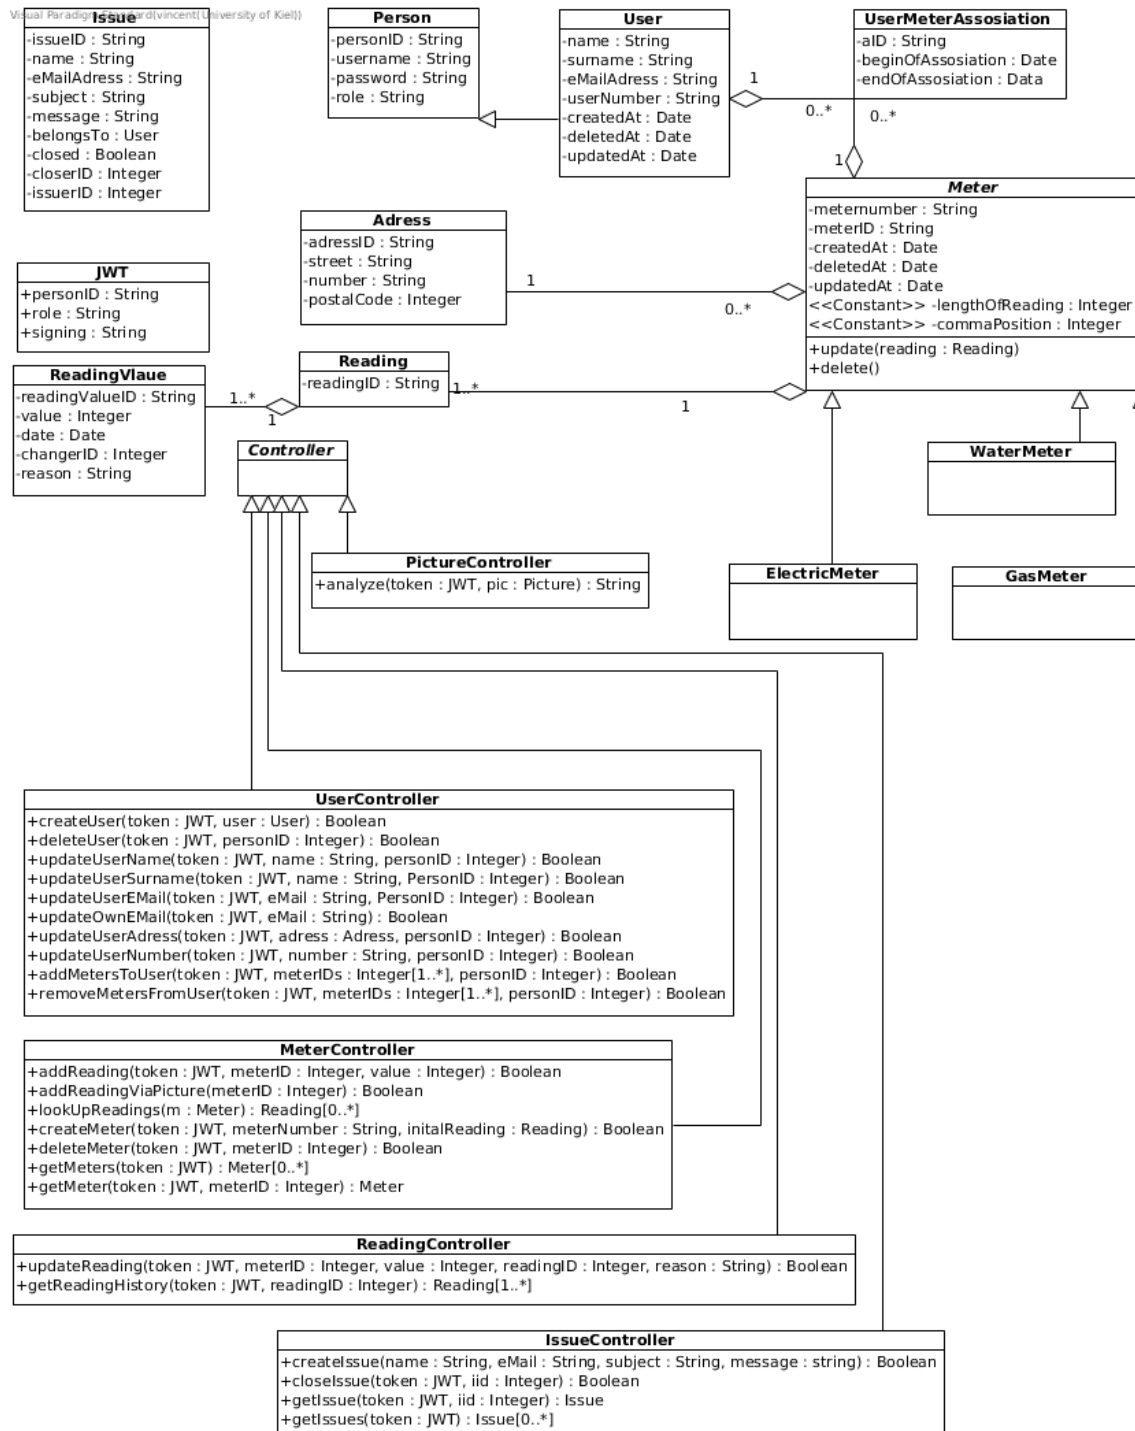 Visual Paradigm Standard(vincent(University of Kiel))
Issue
-issueID : String
-name : String
-eMailAdress : String
-subject : String
-message : String
-belongsTo : User
-closed : Boolean
-closerID : Integer
-issuerID : Integer
Person
-personID : String
-username : String
-password : String
-role : String
User
-name : String
-surname : String
-eMailAdress : String
-userNumber : String
-createdAt : Date
-deletedAt : Date
-updatedAt : Date
1
0..*
UserMeterAssosiation
-aID : String
-beginOfAssosiation : Date
-endOfAssosiation : Data
0..*
1
Meter
-meternumber : String
-meterID : String
-createdAt : Date
-deletedAt : Date
-updatedAt : Date
<<Constant>> -lengthOfReading : Integer
<<Constant>> -commaPosition : Integer
+update(reading : Reading)
+delete()
Adress
-adressID : String
-street : String
-number : String
-postalCode : Integer
1
0..*
JWT
+personID : String
+role : String
+signing : String
ReadingVlaue
-readingValueID : String
-value : Integer
-date : Date
-changerID : Integer
-reason : String
1..*
1
Reading
-readingID : String
1..*
1
Controller
WaterMeter
PictureController
+analyze(token : JWT, pic : Picture) : String
ElectricMeter
GasMeter
UserController
+createUser(token : JWT, user : User) : Boolean
+deleteUser(token : JWT, personID : Integer) : Boolean
+updateUserName(token : JWT, name : String, personID : Integer) : Boolean
+updateUserSurname(token : JWT, name : String, PersonID : Integer) : Boolean
+updateUserEMail(token : JWT, eMail : String, PersonID : Integer) : Boolean
+updateOwnEMail(token : JWT, eMail : String) : Boolean
+updateUserAdress(token : JWT, adress : Adress, personID : Integer) : Boolean
+updateUserNumber(token : JWT, number : String, personID : Integer) : Boolean
+addMetersToUser(token : JWT, meterIDs : Integer[1..*], personID : Integer) : Boolean
+removeMetersFromUser(token : JWT, meterIDs : Integer[1..*], personID : Integer) : Boolean
MeterController
+addReading(token : JWT, meterID : Integer, value : Integer) : Boolean
+addReadingViaPicture(meterID : Integer) : Boolean
+lookUpReadings(m : Meter) : Reading[0..*]
+createMeter(token : JWT, meterNumber : String, initalReading : Reading) : Boolean
+deleteMeter(token : JWT, meterID : Integer) : Boolean
+getMeters(token : JWT) : Meter[0..*]
+getMeter(token : JWT, meterID : Integer) : Meter
ReadingController
+updateReading(token : JWT, meterID : Integer, value : Integer, readingID : Integer, reason : String) : Boolean
+getReadingHistory(token : JWT, readingID : Integer) : Reading[1..*]
IssueController
+createIssue(name : String, eMail : String, subject : String, message : string) : Boolean
+closeIssue(token : JWT, iid : Integer) : Boolean
+getIssue(token : JWT, iid : Integer) : Issue
+getIssues(token : JWT) : Issue[0..*]